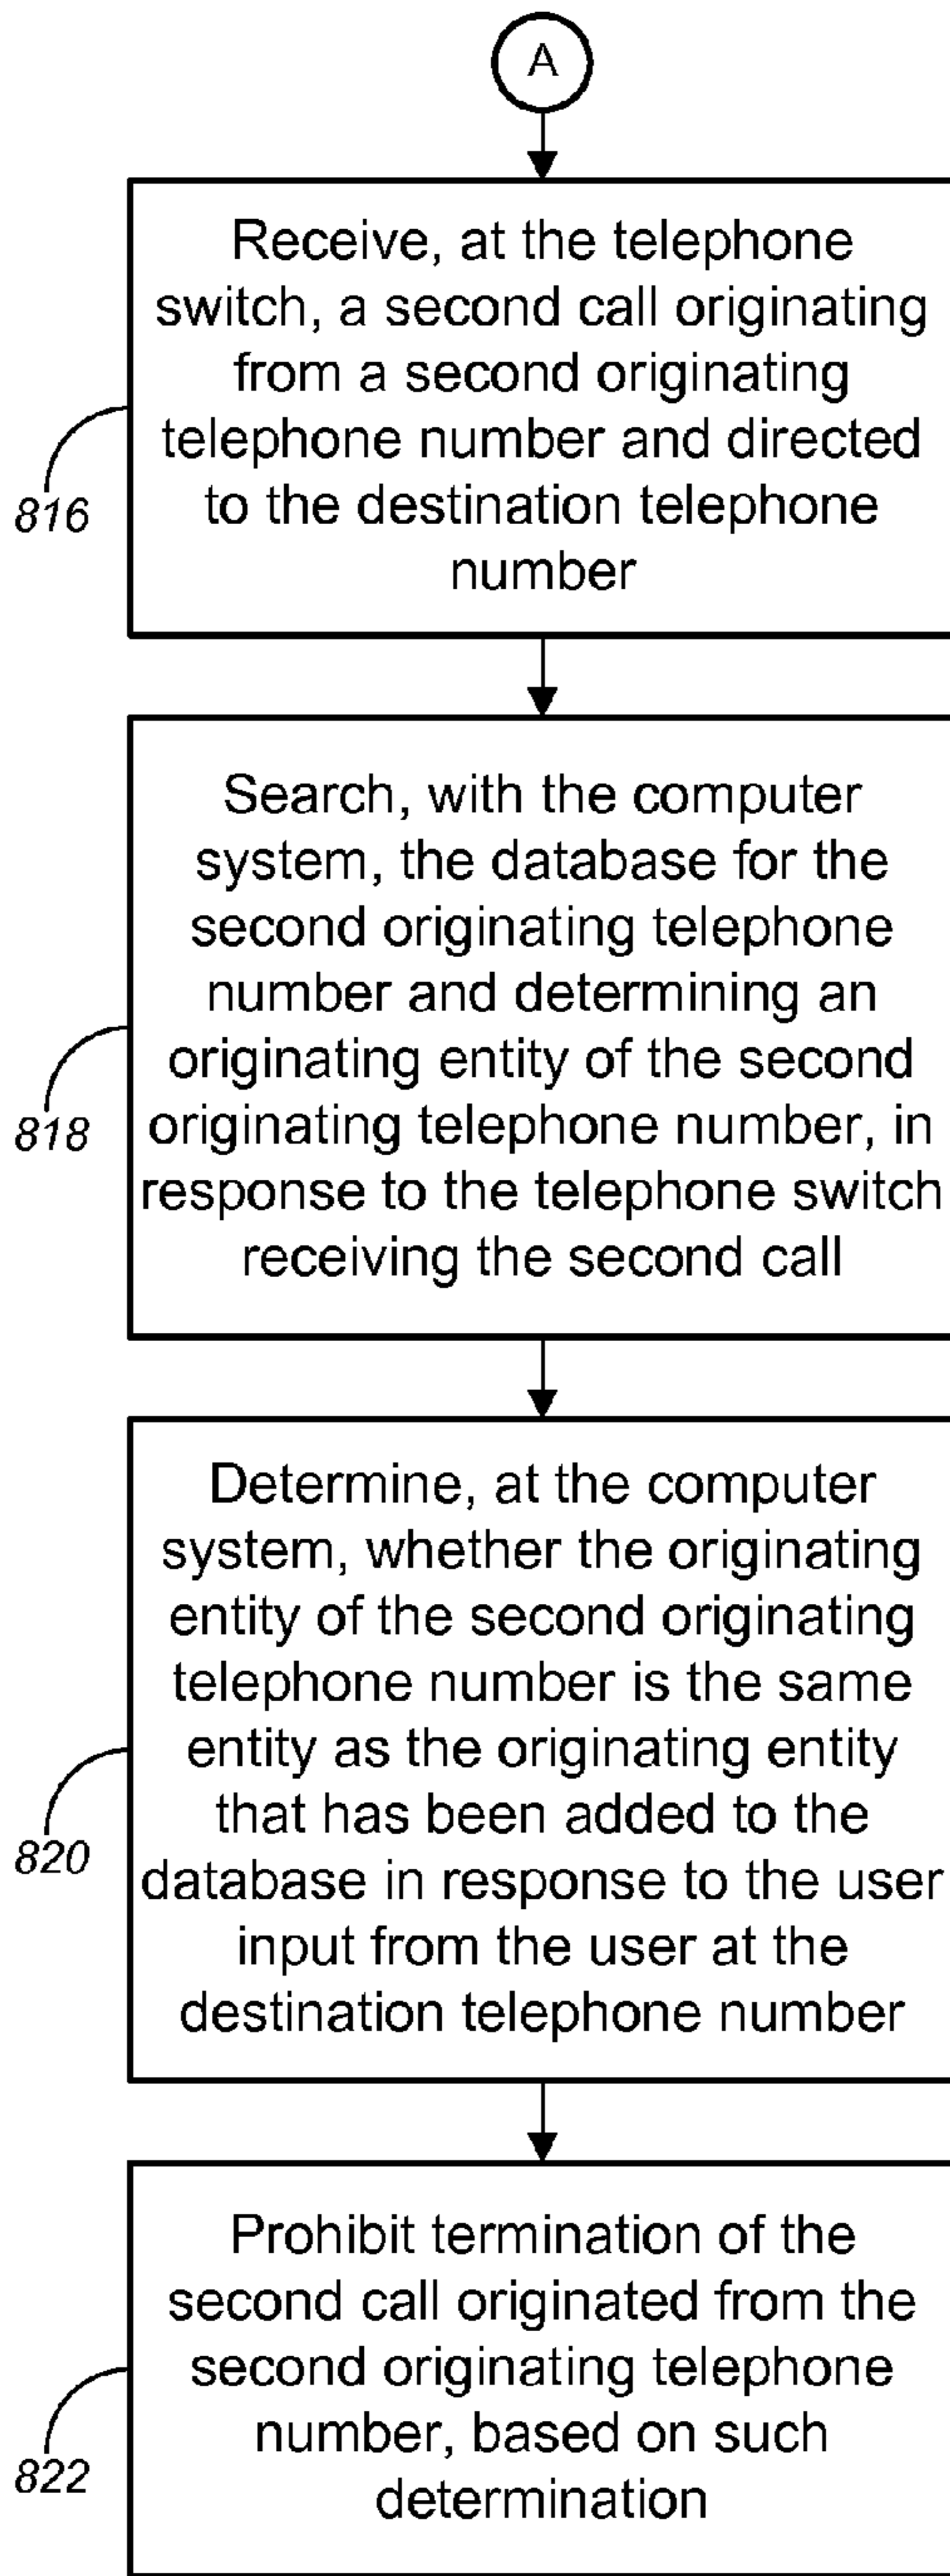 A
Receive, at the telephone
switch, a second call originating
from a second originating
telephone number and directed
to the destination telephone
number
816
Search, with the computer
system, the database for the
second originating telephone
number and determining an
originating entity of the second
originating telephone number, in
response to the telephone switch
receiving the second call
818
Determine, at the computer
system, whether the originating
entity of the second originating
telephone number is the same
entity as the originating entity
that has been added to the
database in response to the user
input from the user at the
destination telephone number
820
Prohibit termination of the
second call originated from the
second originating telephone
number, based on such
determination
822